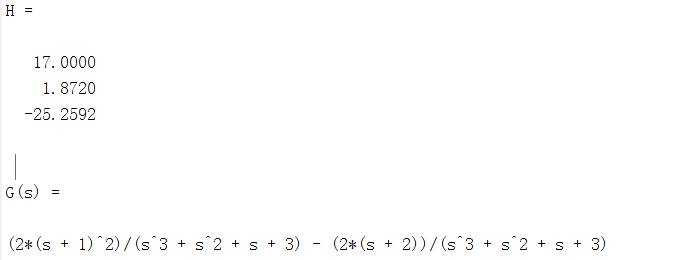 H =
17.0000
1.8720
-25.2592
G(s) =
(2*(s + 1)^2)/(s^3 + s^2 + s + 3) - (2*(s + 2))/(s^3 + s^2 + s + 3)